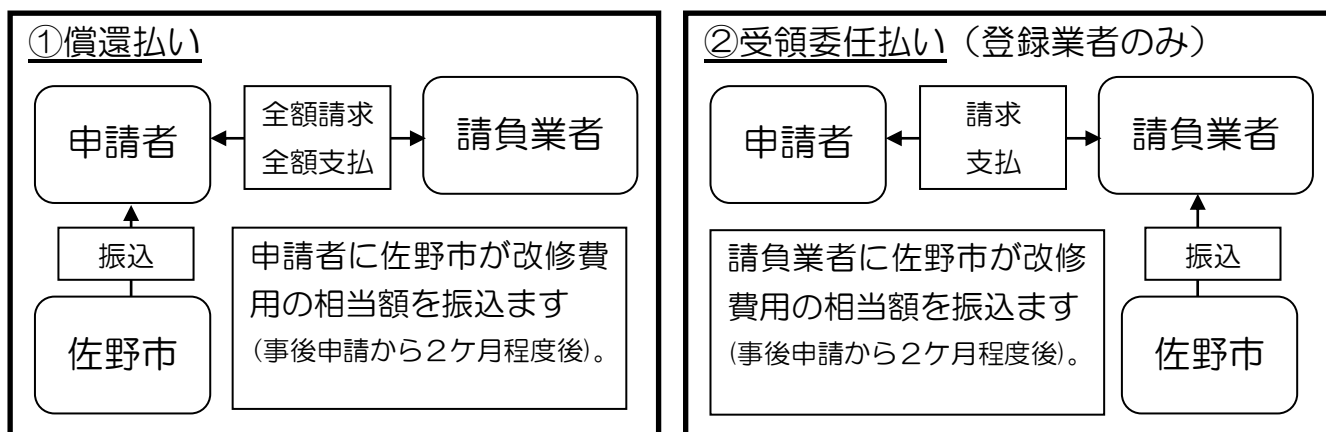 ①償還払い
申請者
全額請求
全額支払
請負業者
振込
佐野市
申請者に佐野市が改修費
用の相当額を振込ます
(事後申請から２ケ月程度後)。
②受領委任払い（登録業者のみ）
申請者
請求
支払
請負業者
請負業者に佐野市が改修
費用の相当額を振込ます
(事後申請から２ケ月程度後)。
振込
佐野市